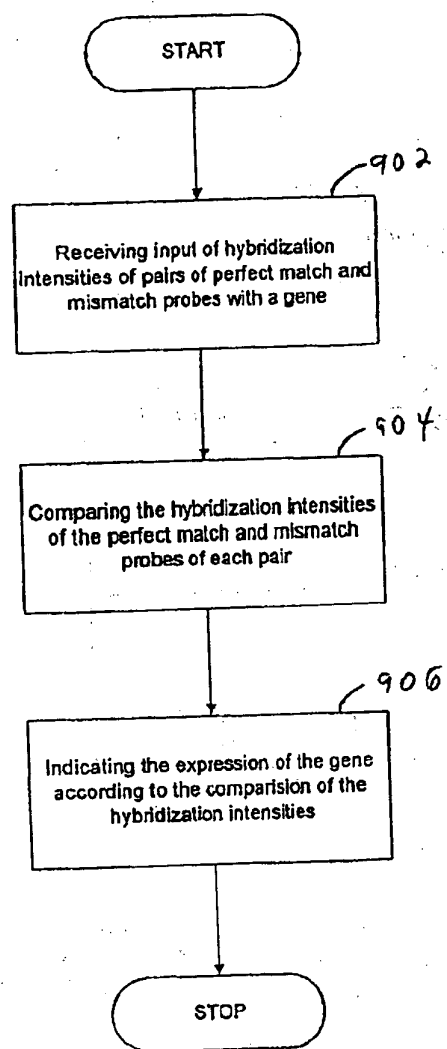 START
902
Receiving input of hybridization
intensities of pairs of perfect match and
mismatch probes with a gene
904
Comparing the hybridization intensities
of the perfect match and mismatch
probes of each pair
906
Indicating the expression of the gene
according to the comparision of the
hybridization intensities
STOP